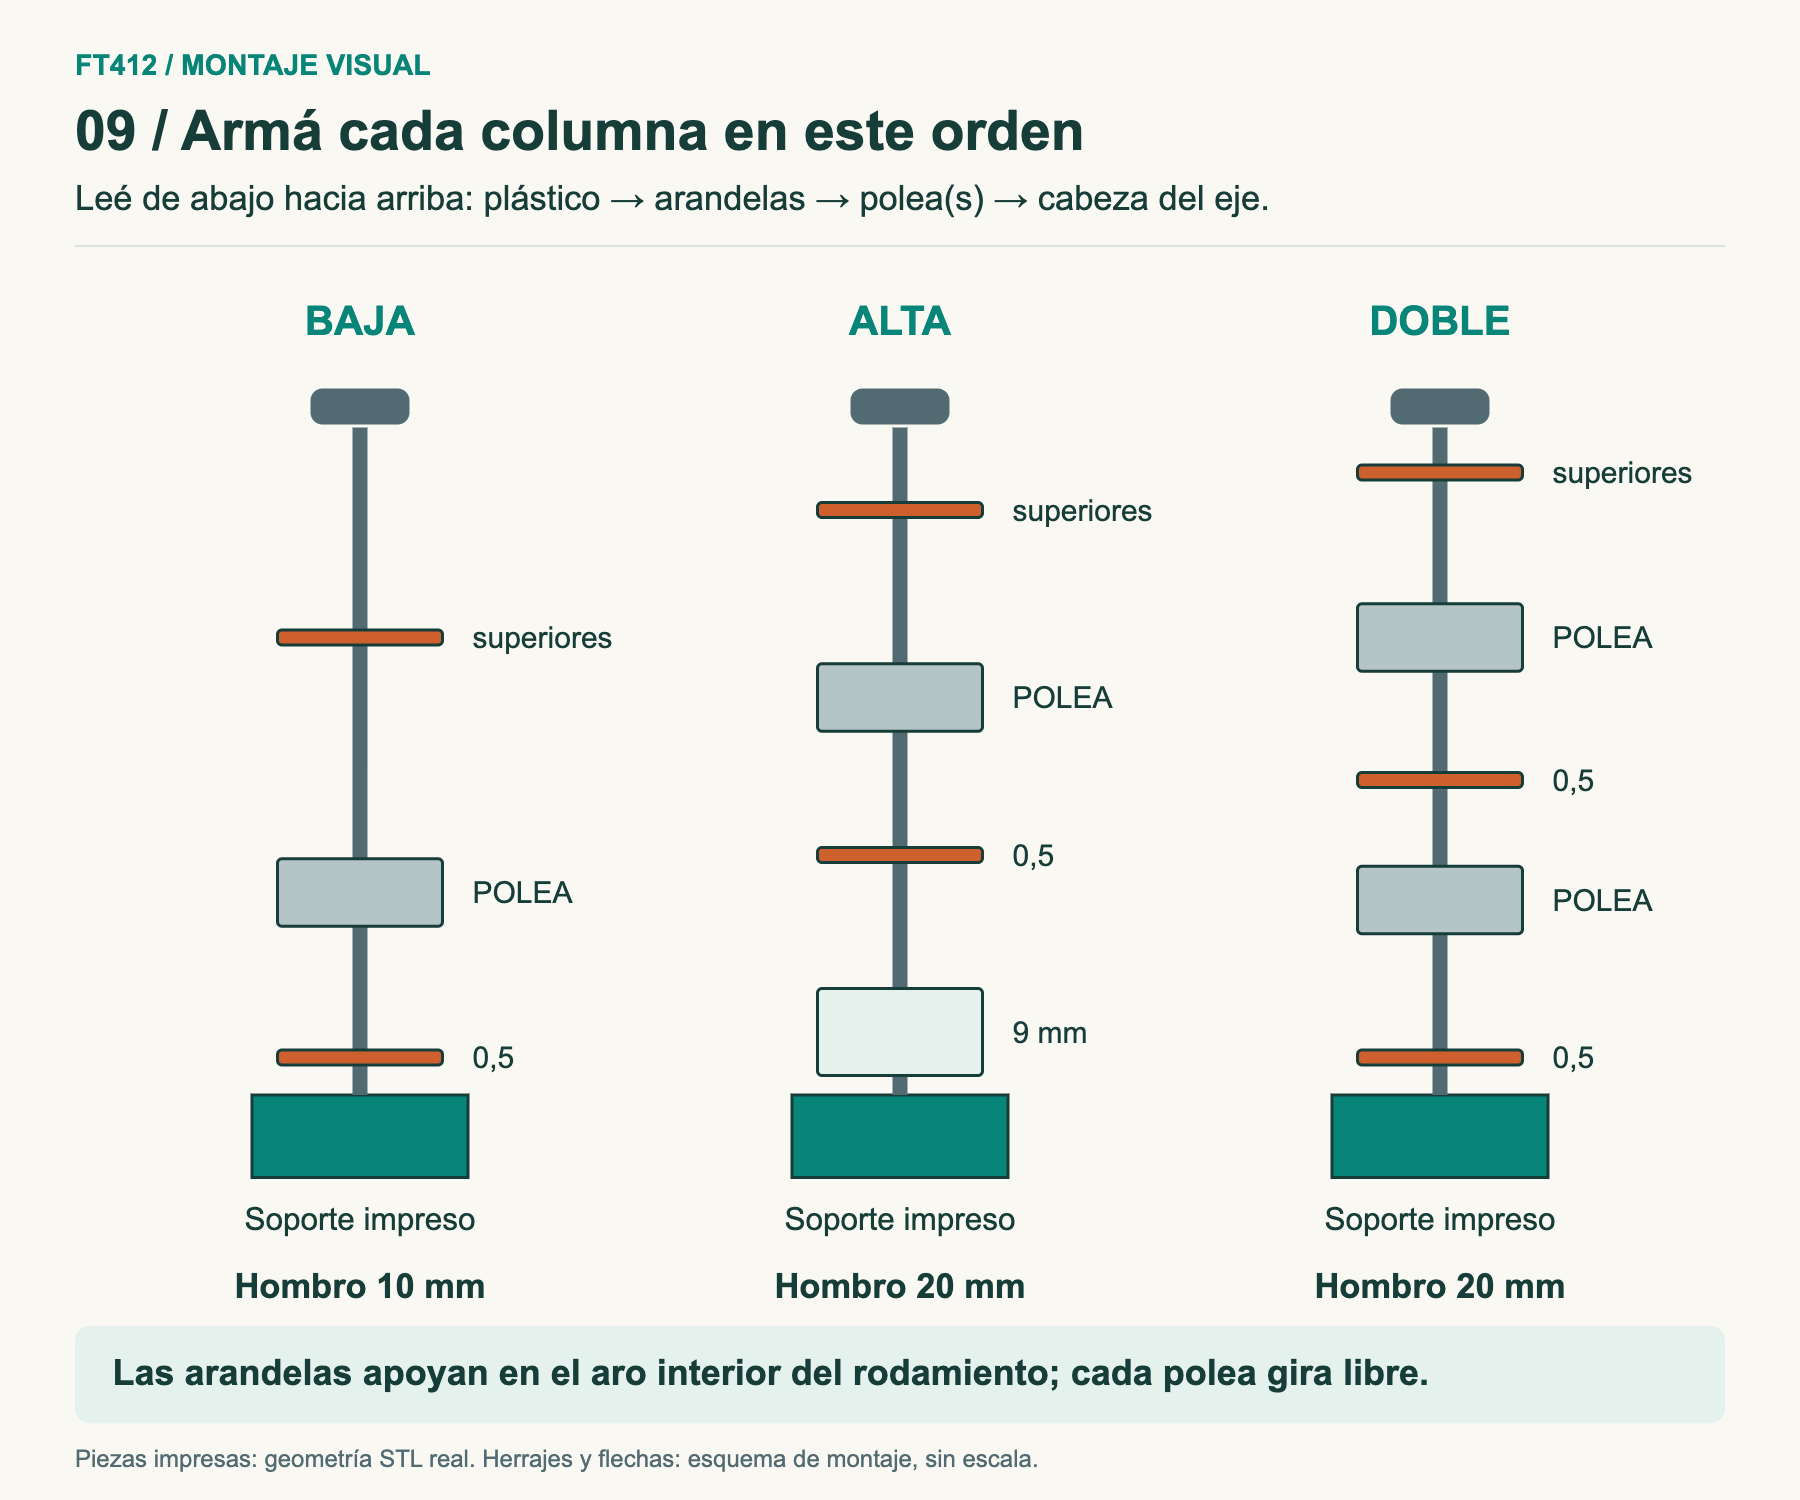 FT412 / MONTAJE VISUAL
09 / Armá cada columna en este orden
Leé de abajo hacia arriba: plástico → arandelas → polea(s) → cabeza del eje.
BAJA
superiores
POLEA
0,5
Soporte impreso
Hombro 10 mm
ALTA
superiores
POLEA
0,5
9 mm
Soporte impreso
Hombro 20 mm
DOBLE
superiores
POLEA
0,5
POLEA
0,5
Soporte impreso
Hombro 20 mm
Las arandelas apoyan en el aro interior del rodamiento; cada polea gira libre.
Piezas impresas: geometría STL real. Herrajes y flechas: esquema de montaje, sin escala.